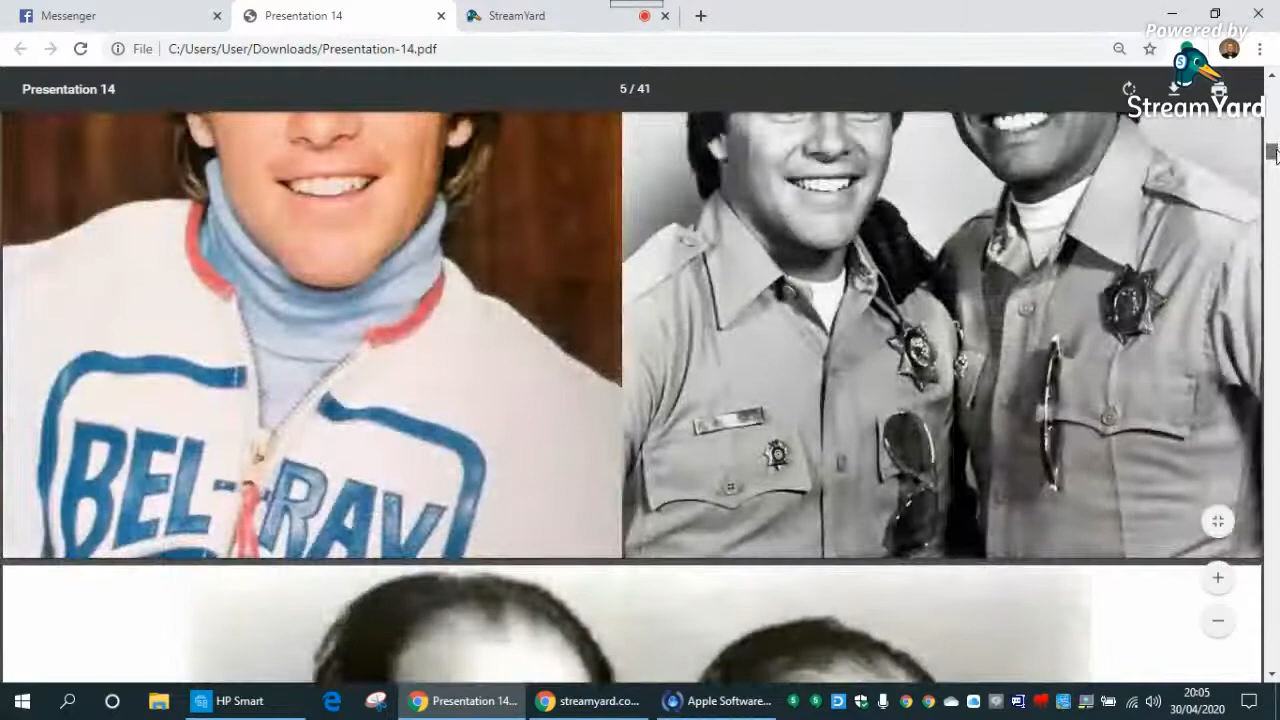 Messenger
Presentation 14
StreamYard
File
C:/Users/User/Downloads/Presentation-14.pdf
Powered by
StreamYard
Presentation 14
5 / 41
BEL-RAY
HP Smart
Presentation 14...
streamyard.co...
Apple Software...
20:05
30/04/2020